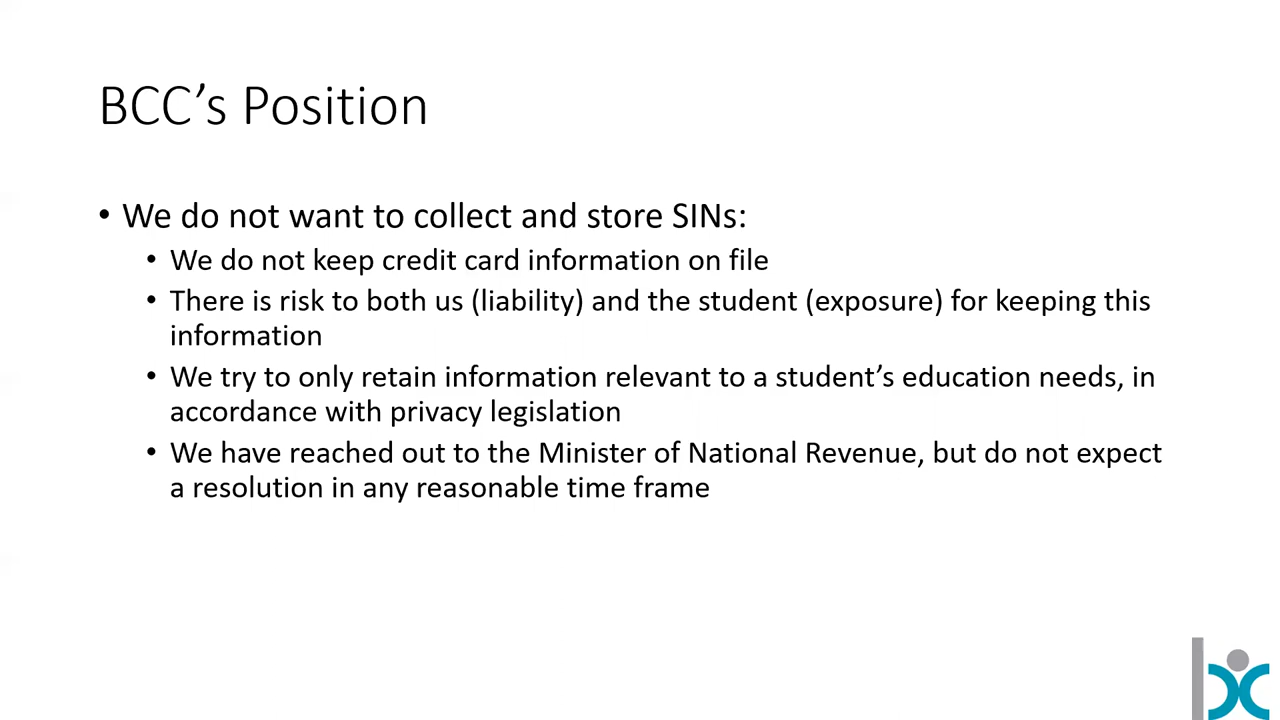 BCC’s Position
• We do not want to collect and store SINs:
• We do not keep credit card information on file
• There is risk to both us (liability) and the student (exposure) for keeping this
information
• We try to only retain information relevant to a student’s education needs, in
accordance with privacy legislation
• We have reached out to the Minister of National Revenue, but do not expect
a resolution in any reasonable time frame